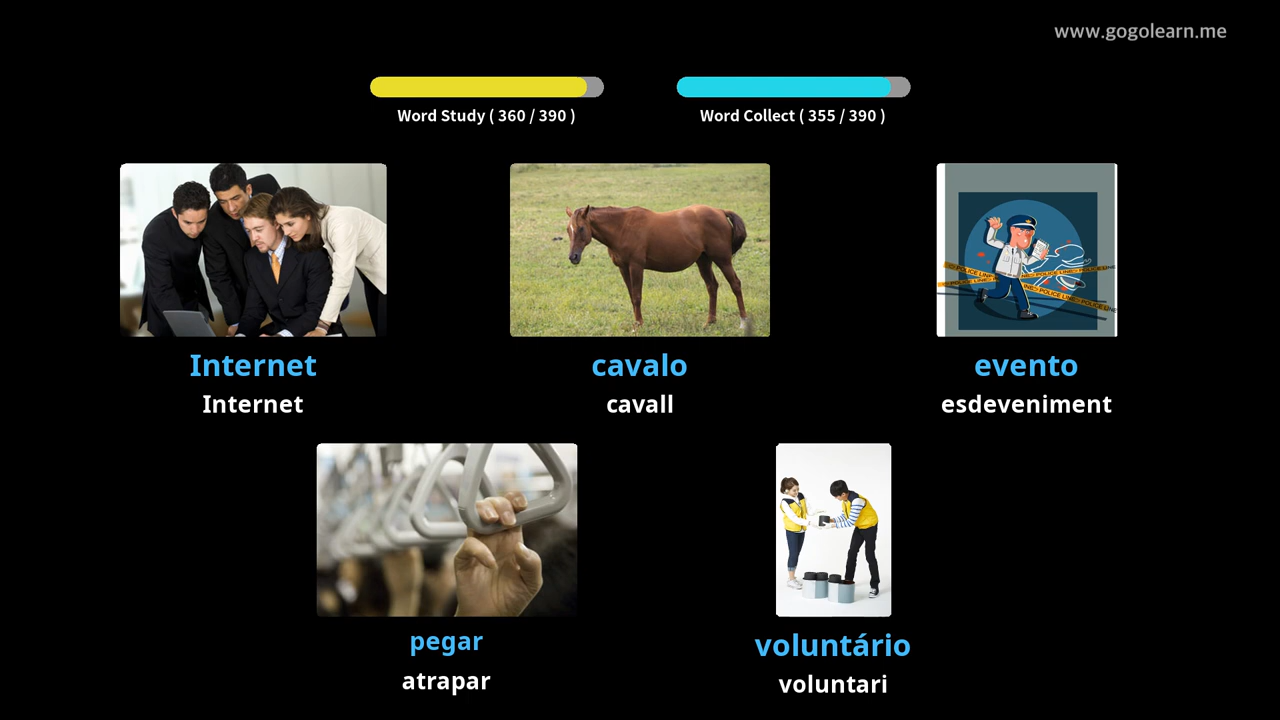 www.gogolearn.me
Word Study ( 360 / 390 )
Word Collect ( 355 / 390 )
Internet
Internet
cavalo
cavall
evento
esdeveniment
pegar
atrapar
voluntário
voluntari